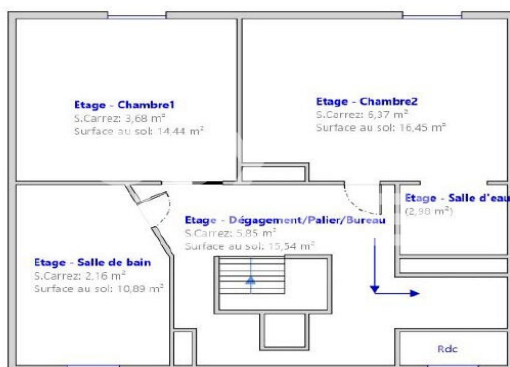 Etage - Chambre1
S.Carrez: 3,68 m²
Surface au sol: 14,44 m²
Etage - Chambre2
S.Carrez: 6,37 m²
Surface au sol: 16,45 m²
Etage - Salle d'eau
(2,98 m²)
Etage - Dégagement/Palier/Bureau
S.Carrez: 5,85 m²
Surface au sol: 15,54 m²
Etage - Salle de bain
S.Carrez: 2,16 m²
Surface au sol: 10,89 m²
Rdc